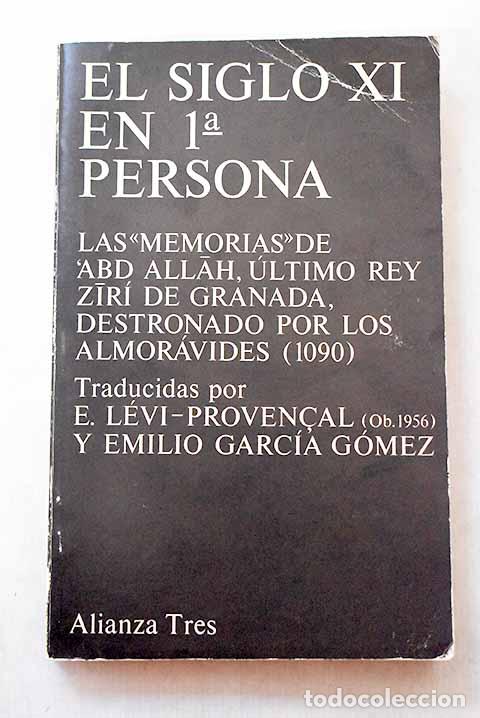 EL SIGLO XI
EN 1ª
PERSONA
LAS «MEMORIAS» DE
ʿABD ALLĀH, ÚLTIMO REY
ZĪRÍ DE GRANADA,
DESTRONADO POR LOS
ALMORÁVIDES (1090)
Traducidas por
E. LÉVI-PROVENÇAL (Ob. 1956)
Y EMILIO GARCÍA GÓMEZ
Alianza Tres
todocoleccion